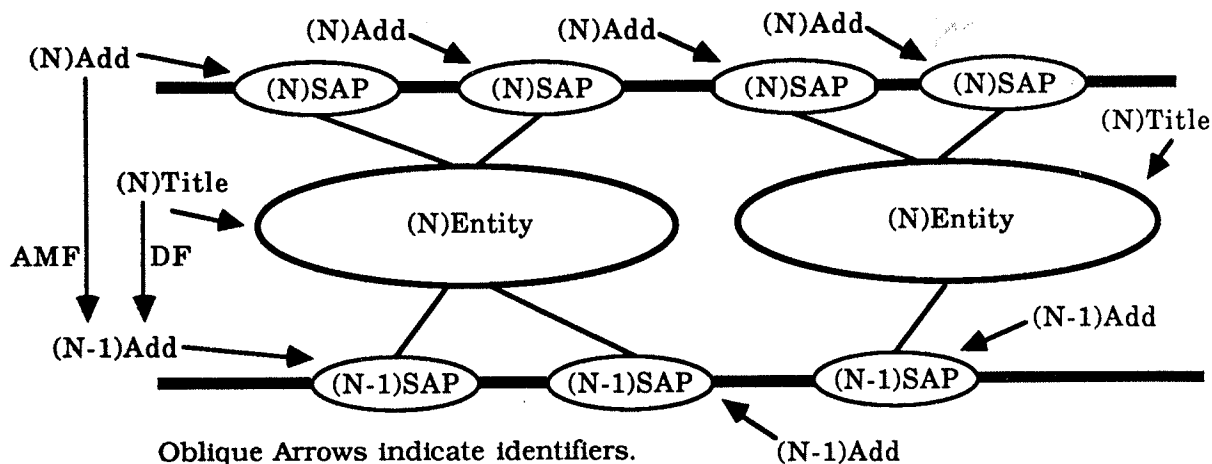 (N)Add (N)Add (N)Add
(N)Add
(N)SAP (N)SAP (N)SAP (N)SAP
(N)Title
(N)Title
(N)Entity (N)Entity
AMF DF
(N-1)Add
(N-1)Add
(N-1)SAP (N-1)SAP (N-1)SAP
Oblique Arrows indicate identifiers. (N-1)Add